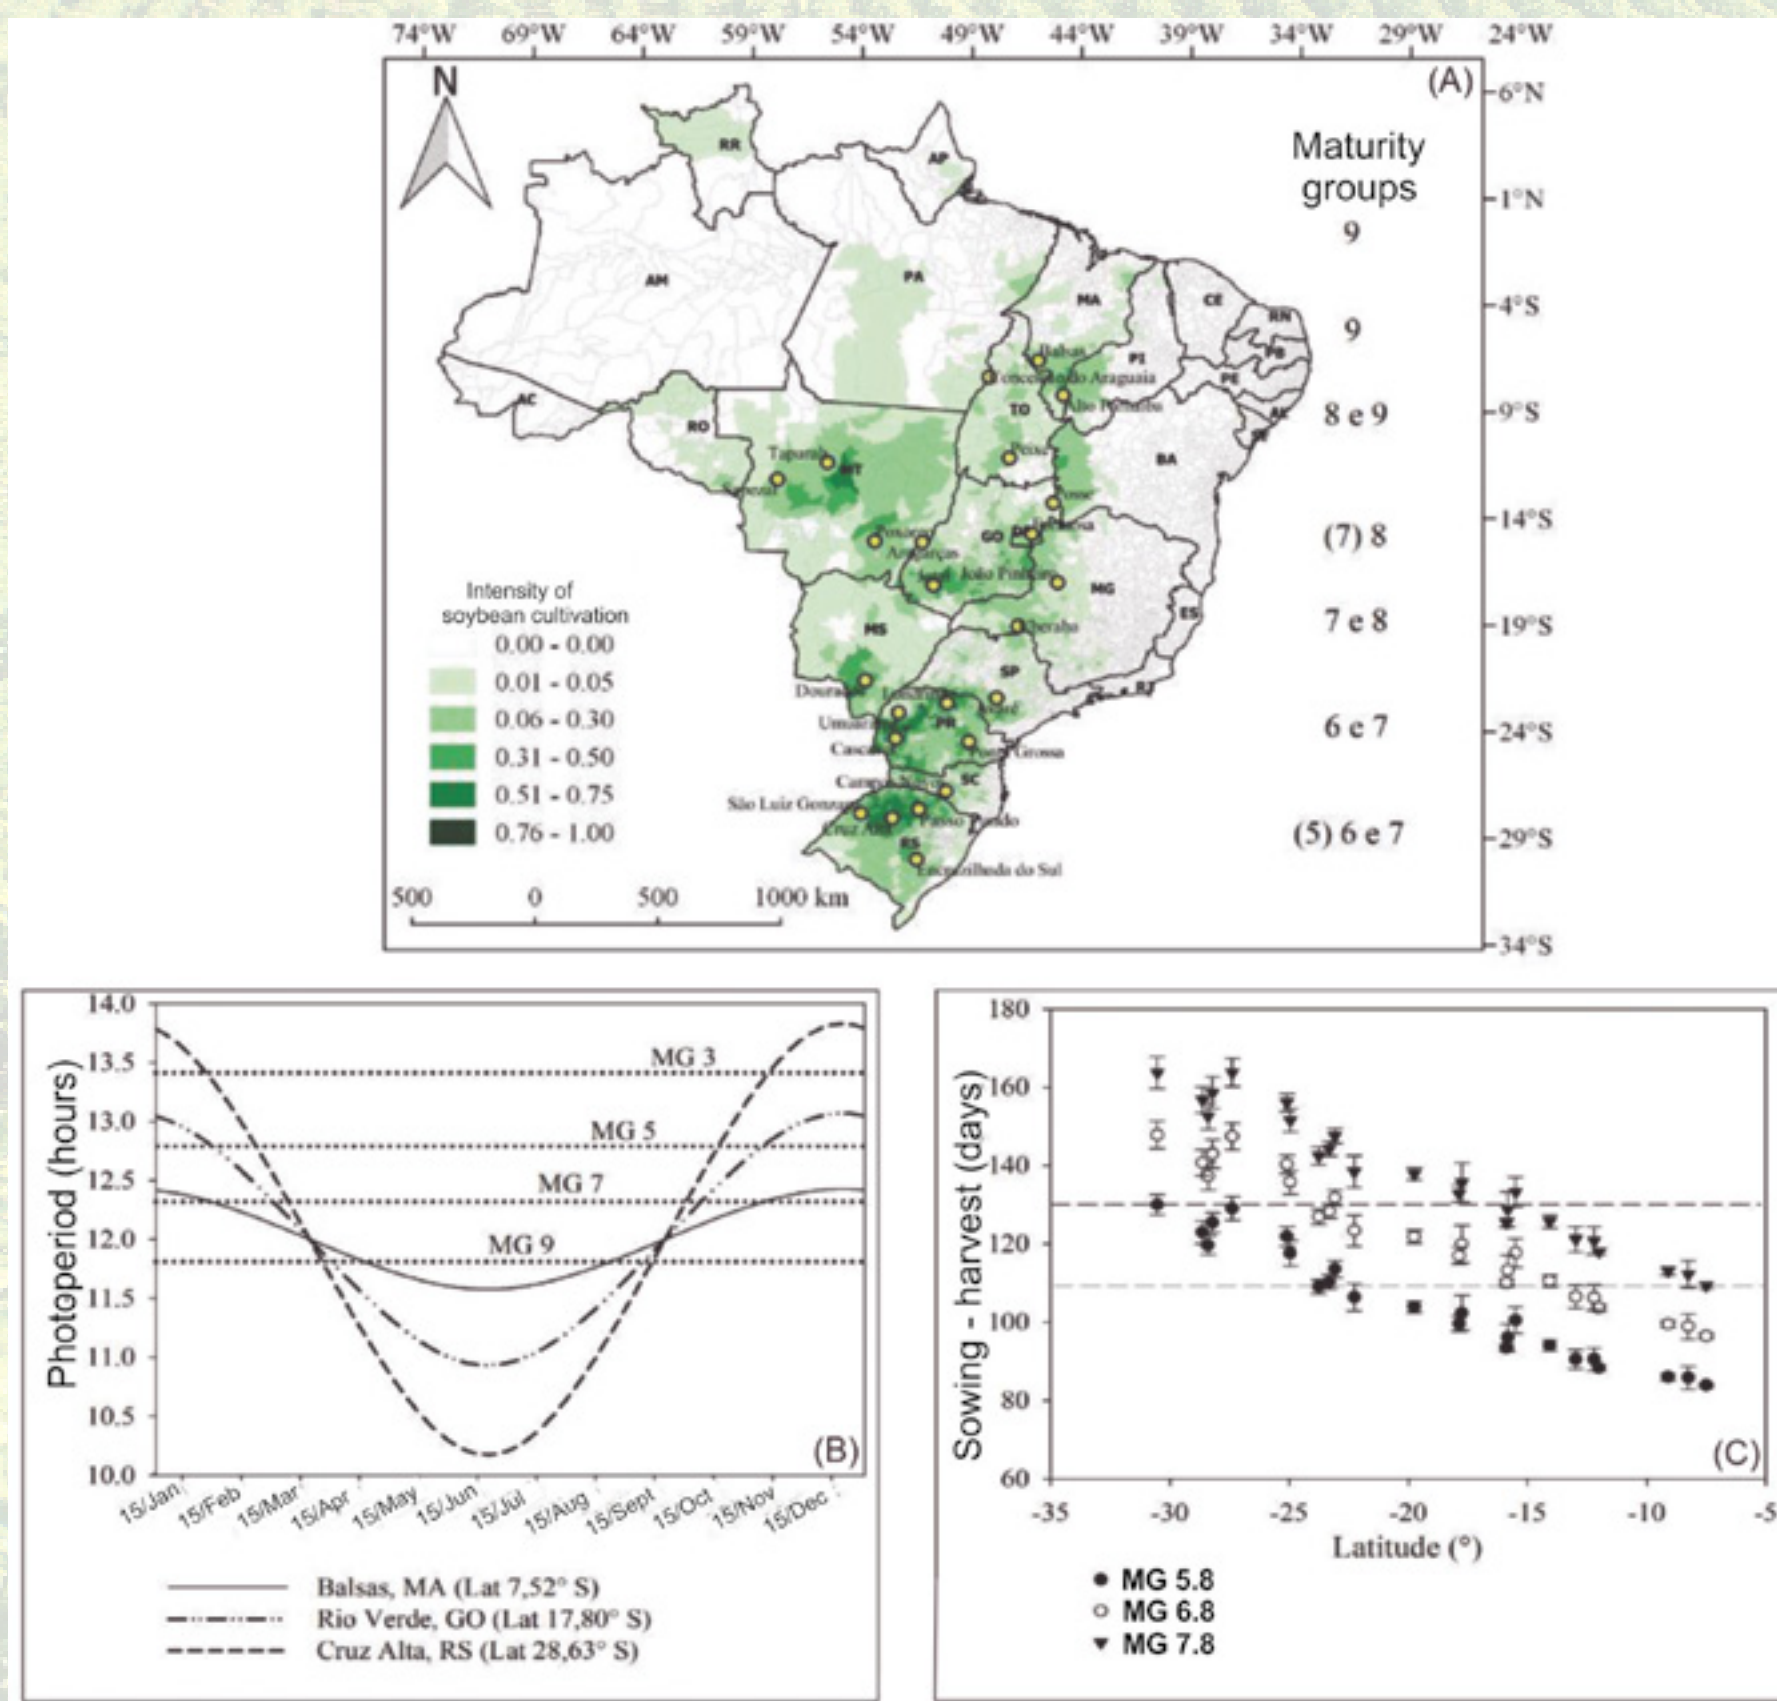 74°W 69°W 64°W 59°W 54°W 49°W 44°W 39°W 34°W 29°W 24°W
N
(A)
6°N
1°N
4°S
9°S
14°S
19°S
24°S
29°S
34°S
Maturity
groups
9
9
8 e 9
(7) 8
7 e 8
6 e 7
(5) 6 e 7
RR
AP
AM
PA
MA
CE
RN
PB
PE
PI
AC
RO
TO
BA
MT
GO
MG
ES
MS
SP
RJ
PR
SC
RS
Balsas
do Araguaia
Peixe
João Pinheiro
Ponta Grossa
São Luiz Gonzaga
Cruz Alta
Passo Fundo
Encruzilhada do Sul
Intensity of
soybean cultivation
0.00 - 0.00
0.01 - 0.05
0.06 - 0.30
0.31 - 0.50
0.51 - 0.75
0.76 - 1.00
500 0 500 1000 km
Photoperiod (hours)
14.0
13.5
13.0
12.5
12.0
11.5
11.0
10.5
10.0
MG 3
MG 5
MG 7
MG 9
(B)
15/Jan 15/Feb 15/Mar 15/Apr 15/May 15/Jun 15/Jul 15/Aug 15/Sept 15/Oct 15/Nov 15/Dec
Balsas, MA (Lat 7,52° S)
Rio Verde, GO (Lat 17,80° S)
Cruz Alta, RS (Lat 28,63° S)
Sowing - harvest (days)
180
160
140
120
100
80
60
(C)
-35 -30 -25 -20 -15 -10 -5
Latitude (°)
MG 5.8
MG 6.8
MG 7.8